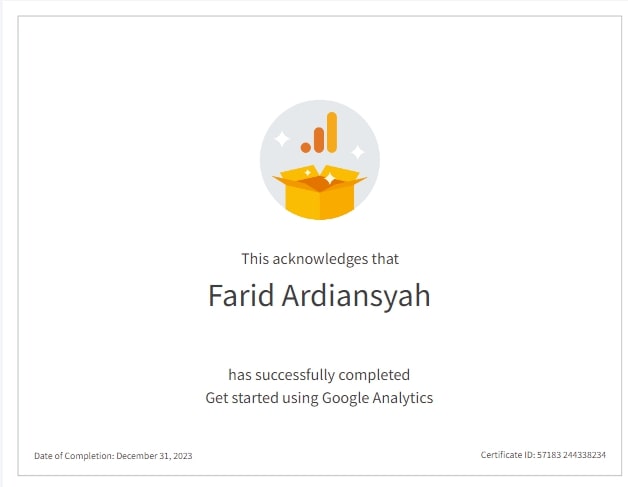 This acknowledges that
Farid Ardiansyah
has successfully completed
Get started using Google Analytics
Date of Completion: December 31, 2023
Certificate ID: 57183 244338234